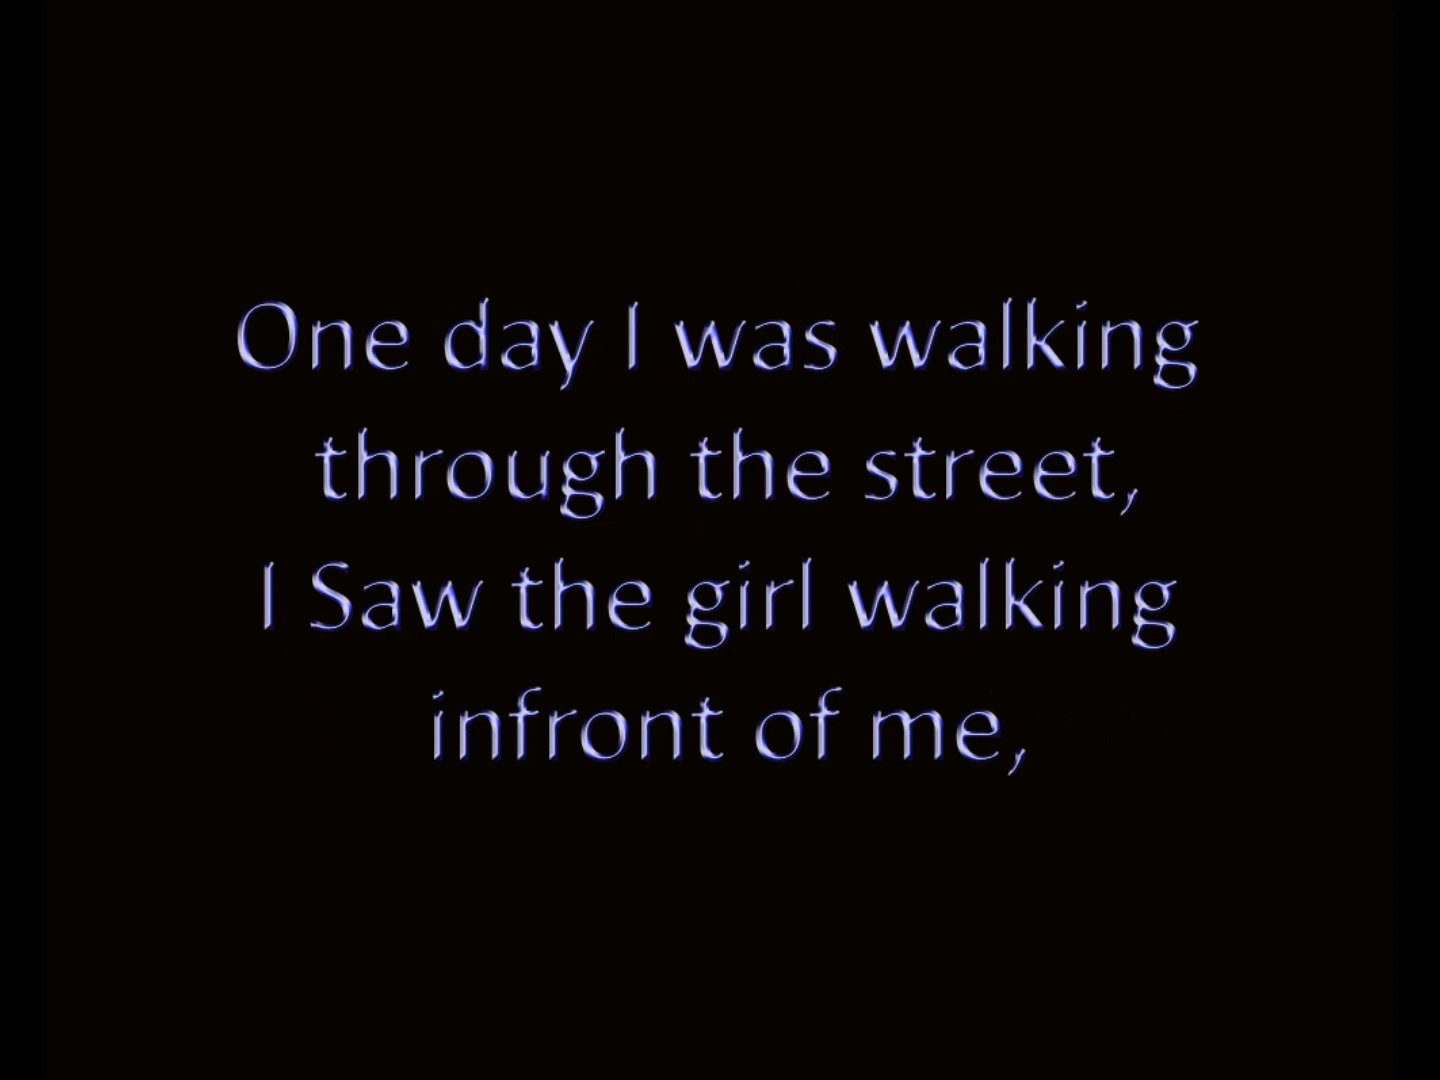 One day I was walking
through the street,
I Saw the girl walking
infront of me,